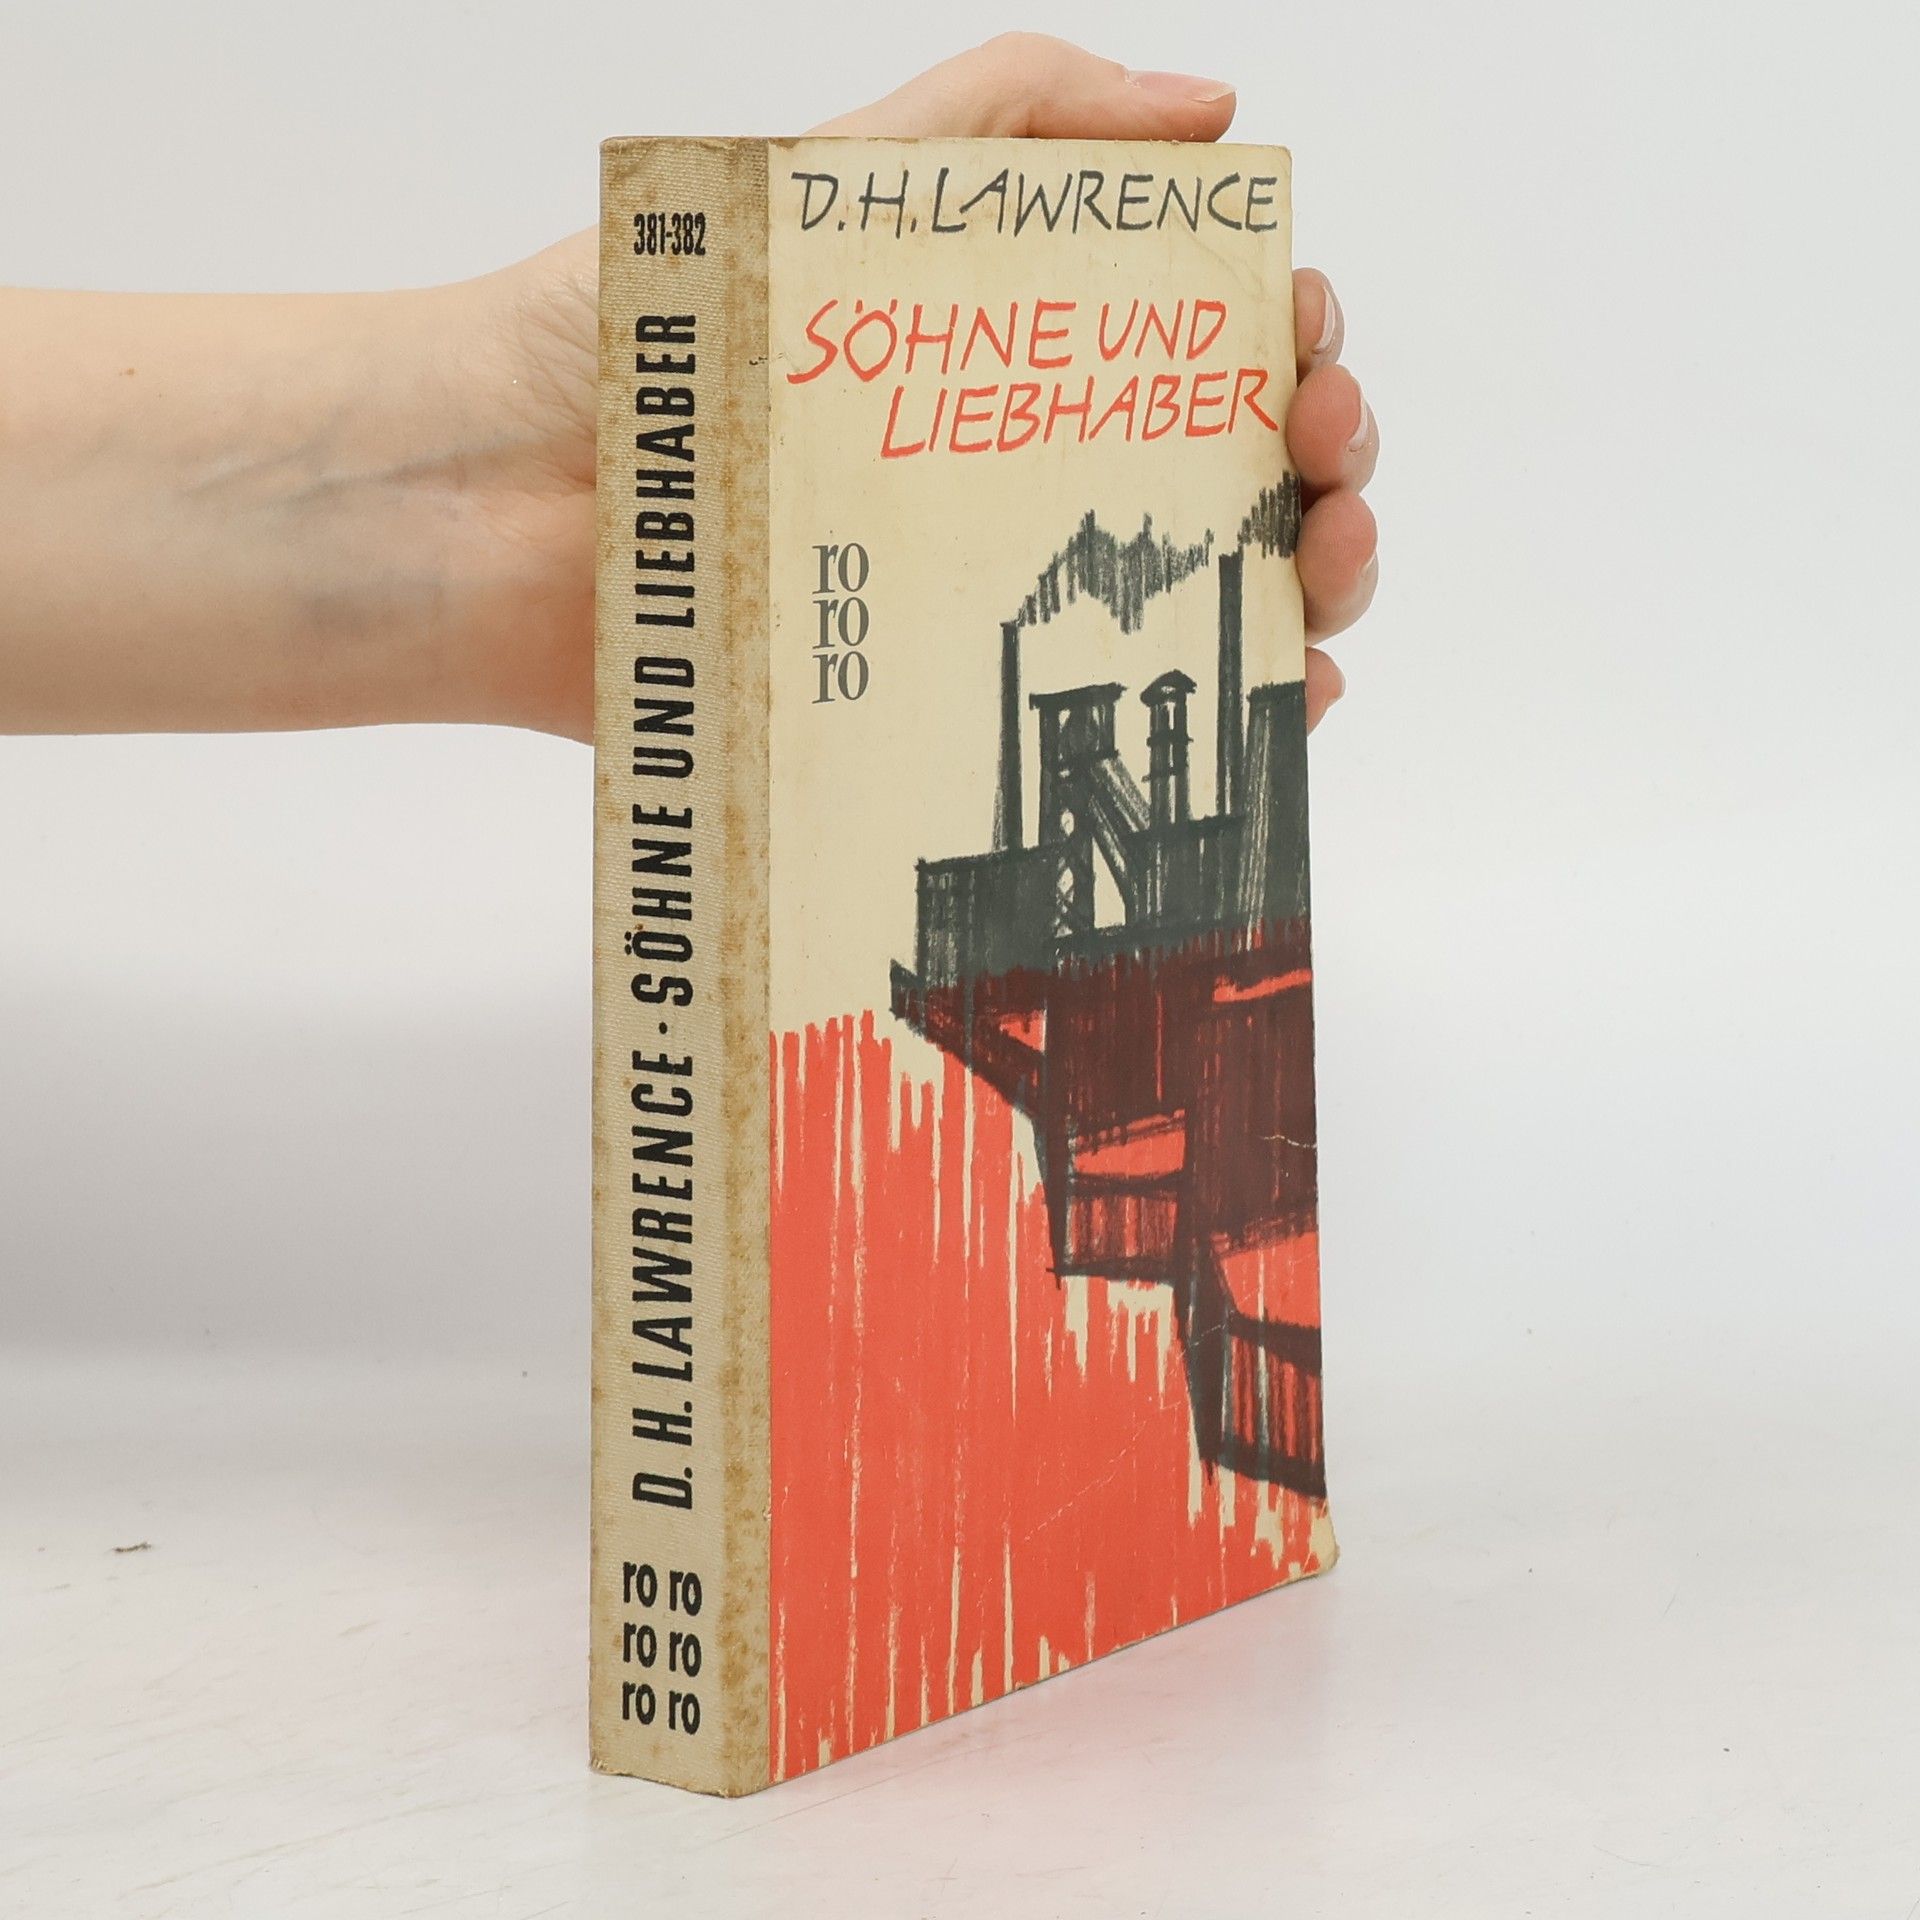 381-382
D. H. LAWRENCE · SÖHNE UND LIEBHABER
ro ro
ro ro
ro ro
D. H. LAWRENCE
SÖHNE UND
LIEBHABER
ro
ro
ro